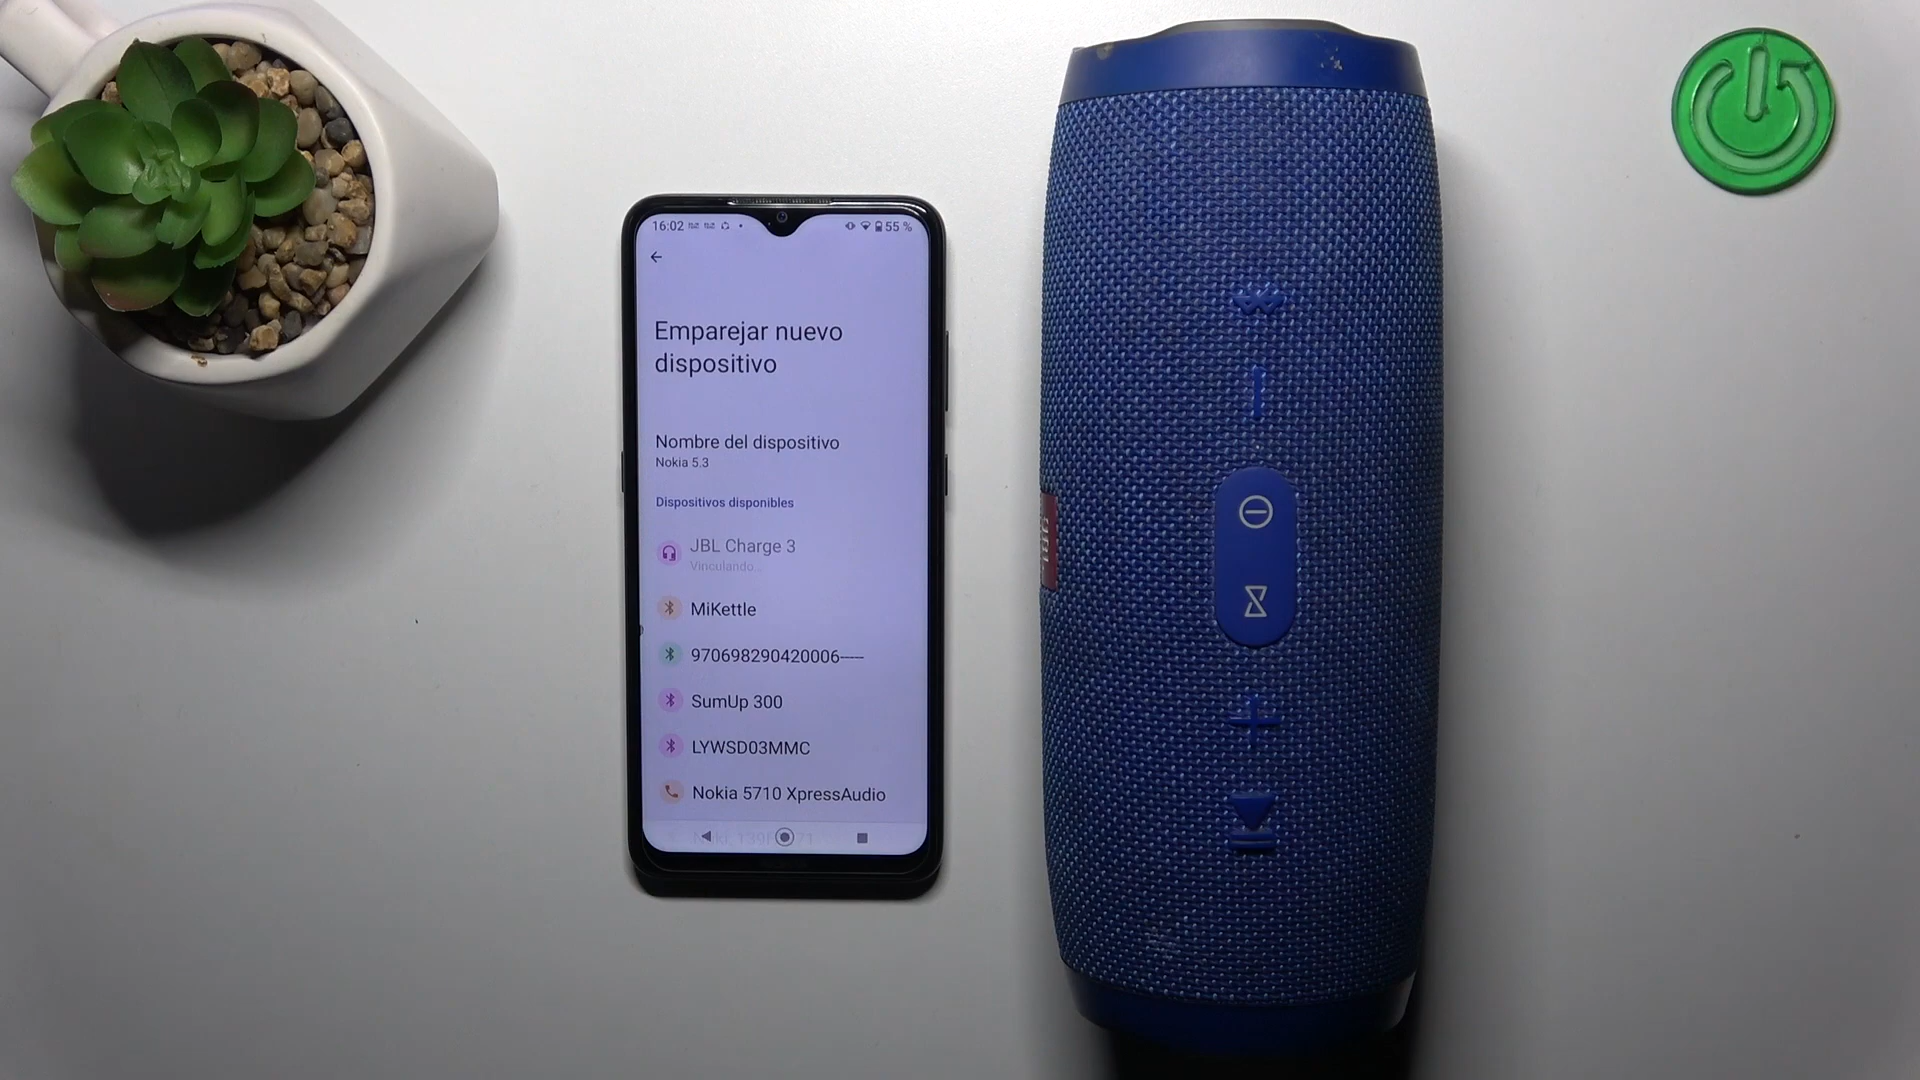 16:02
55 %
Emparejar nuevo
dispositivo
Nombre del dispositivo
Nokia 5.3
Dispositivos disponibles
JBL Charge 3
Vinculando...
MiKettle
970698290420006-----
SumUp 300
LYWSD03MMC
Nokia 5710 XpressAudio
JBL